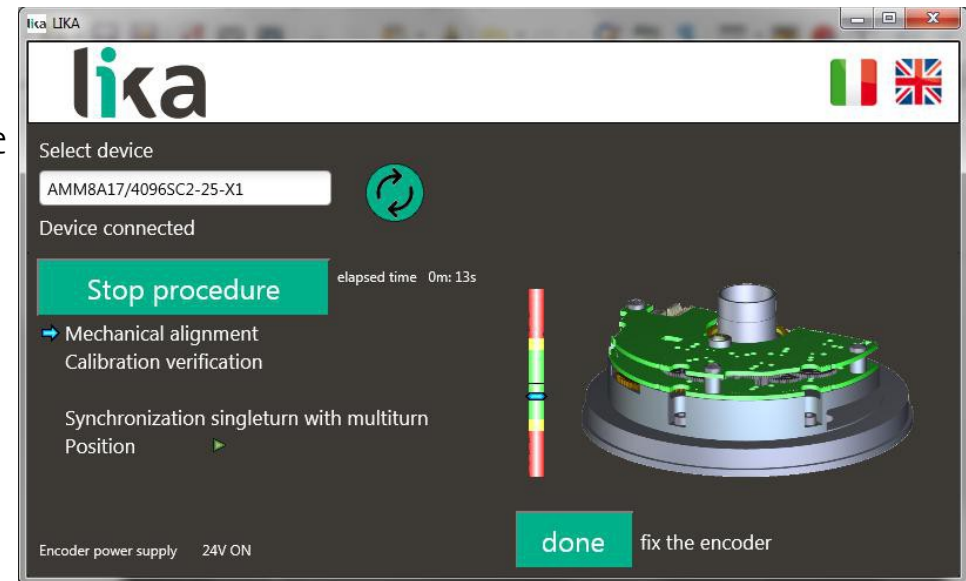 lika LIKA
lika
e
Select device
AMM8A17/4096SC2-25-X1
Device connected
Stop procedure
elapsed time 0m: 13s
Mechanical alignment
Calibration verification
Synchronization singleturn with multiturn
Position
done fix the encoder
Encoder power supply 24V ON